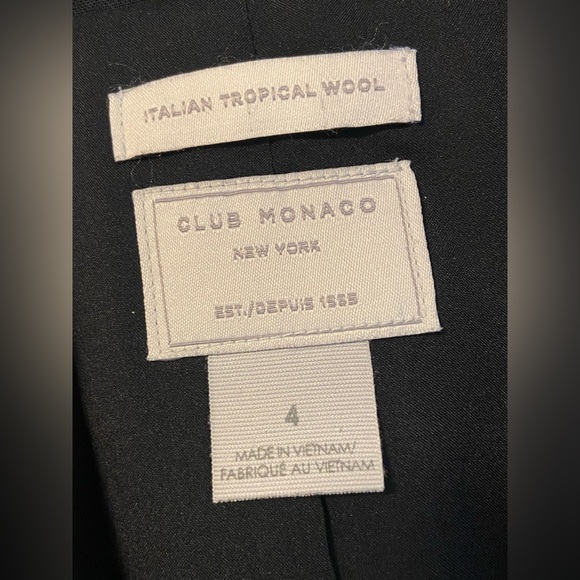 ITALIAN TROPICAL WOOL
CLUB MONACO
NEW YORK
EST./DEPUIS 1985
4
MADE IN VIETNAM/
FABRIQUÉ AU VIETNAM